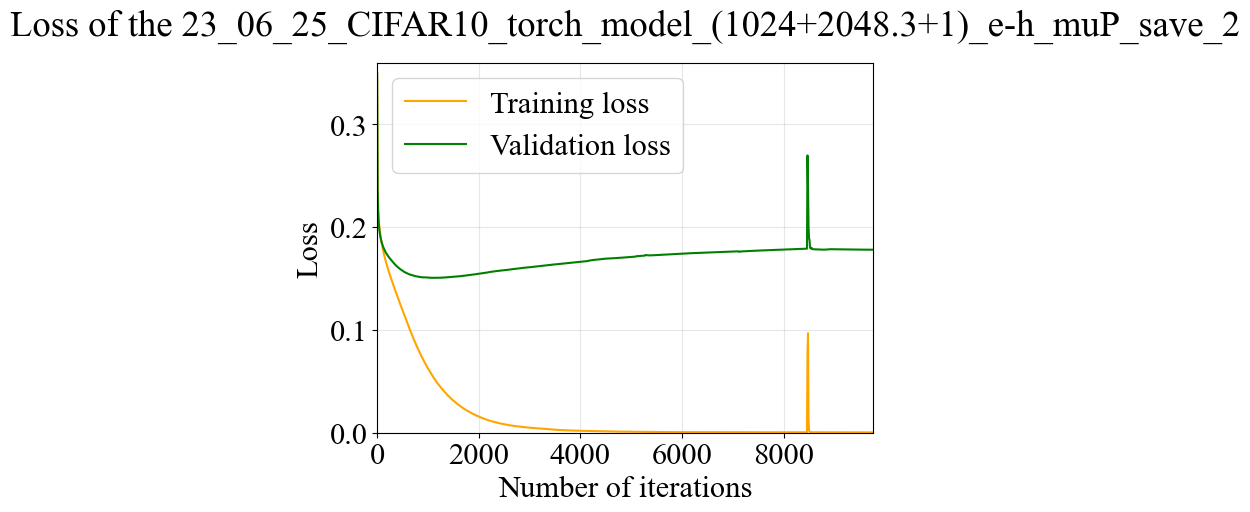 Loss of the 23_06_25_CIFAR10_torch_model_(1024+2048.3+1)_e-h_muP_save_2
Training loss
Validation loss
0.3
0.2
0.1
0.0
Loss
0 2000 4000 6000 8000
Number of iterations